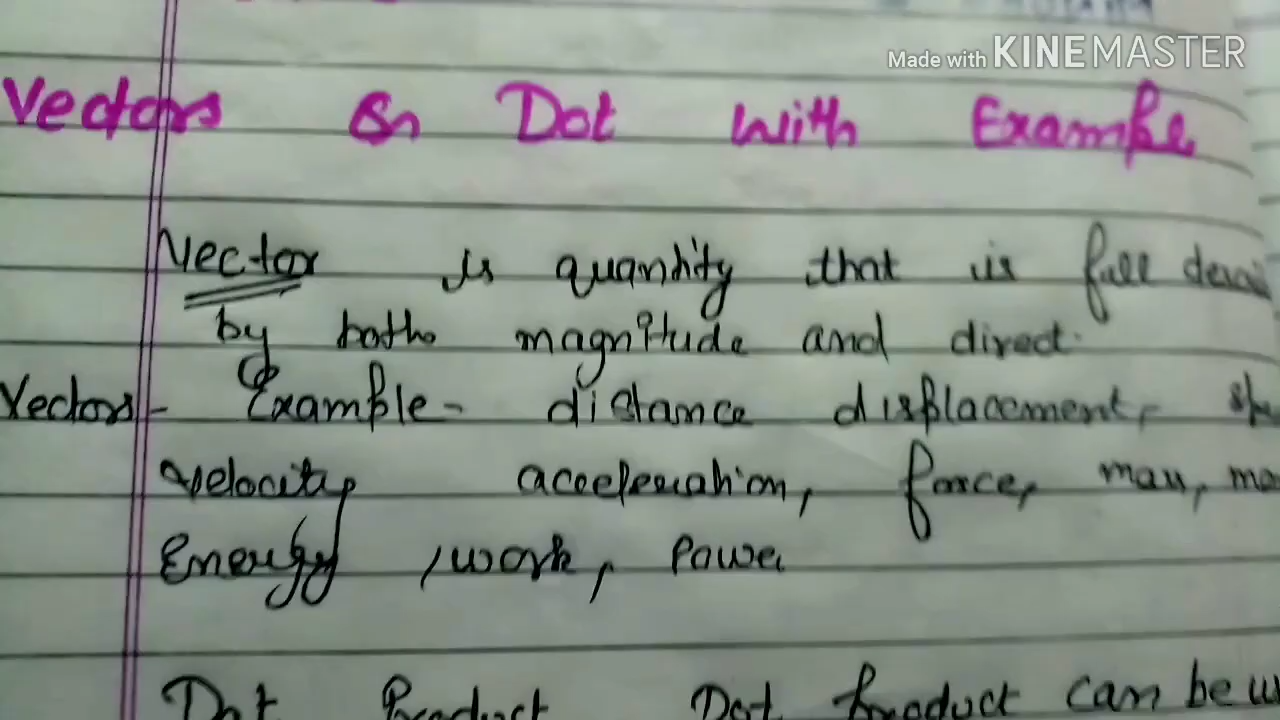 Made with KINEMASTER
Vectors Dot With Example
Vector is quantity that is full
by both magnitude and direct.
Vectors - Example - distance displacement,
velocity, acceleration, force, mass,
Energy, work, Power
Dot Product Dot Product can be